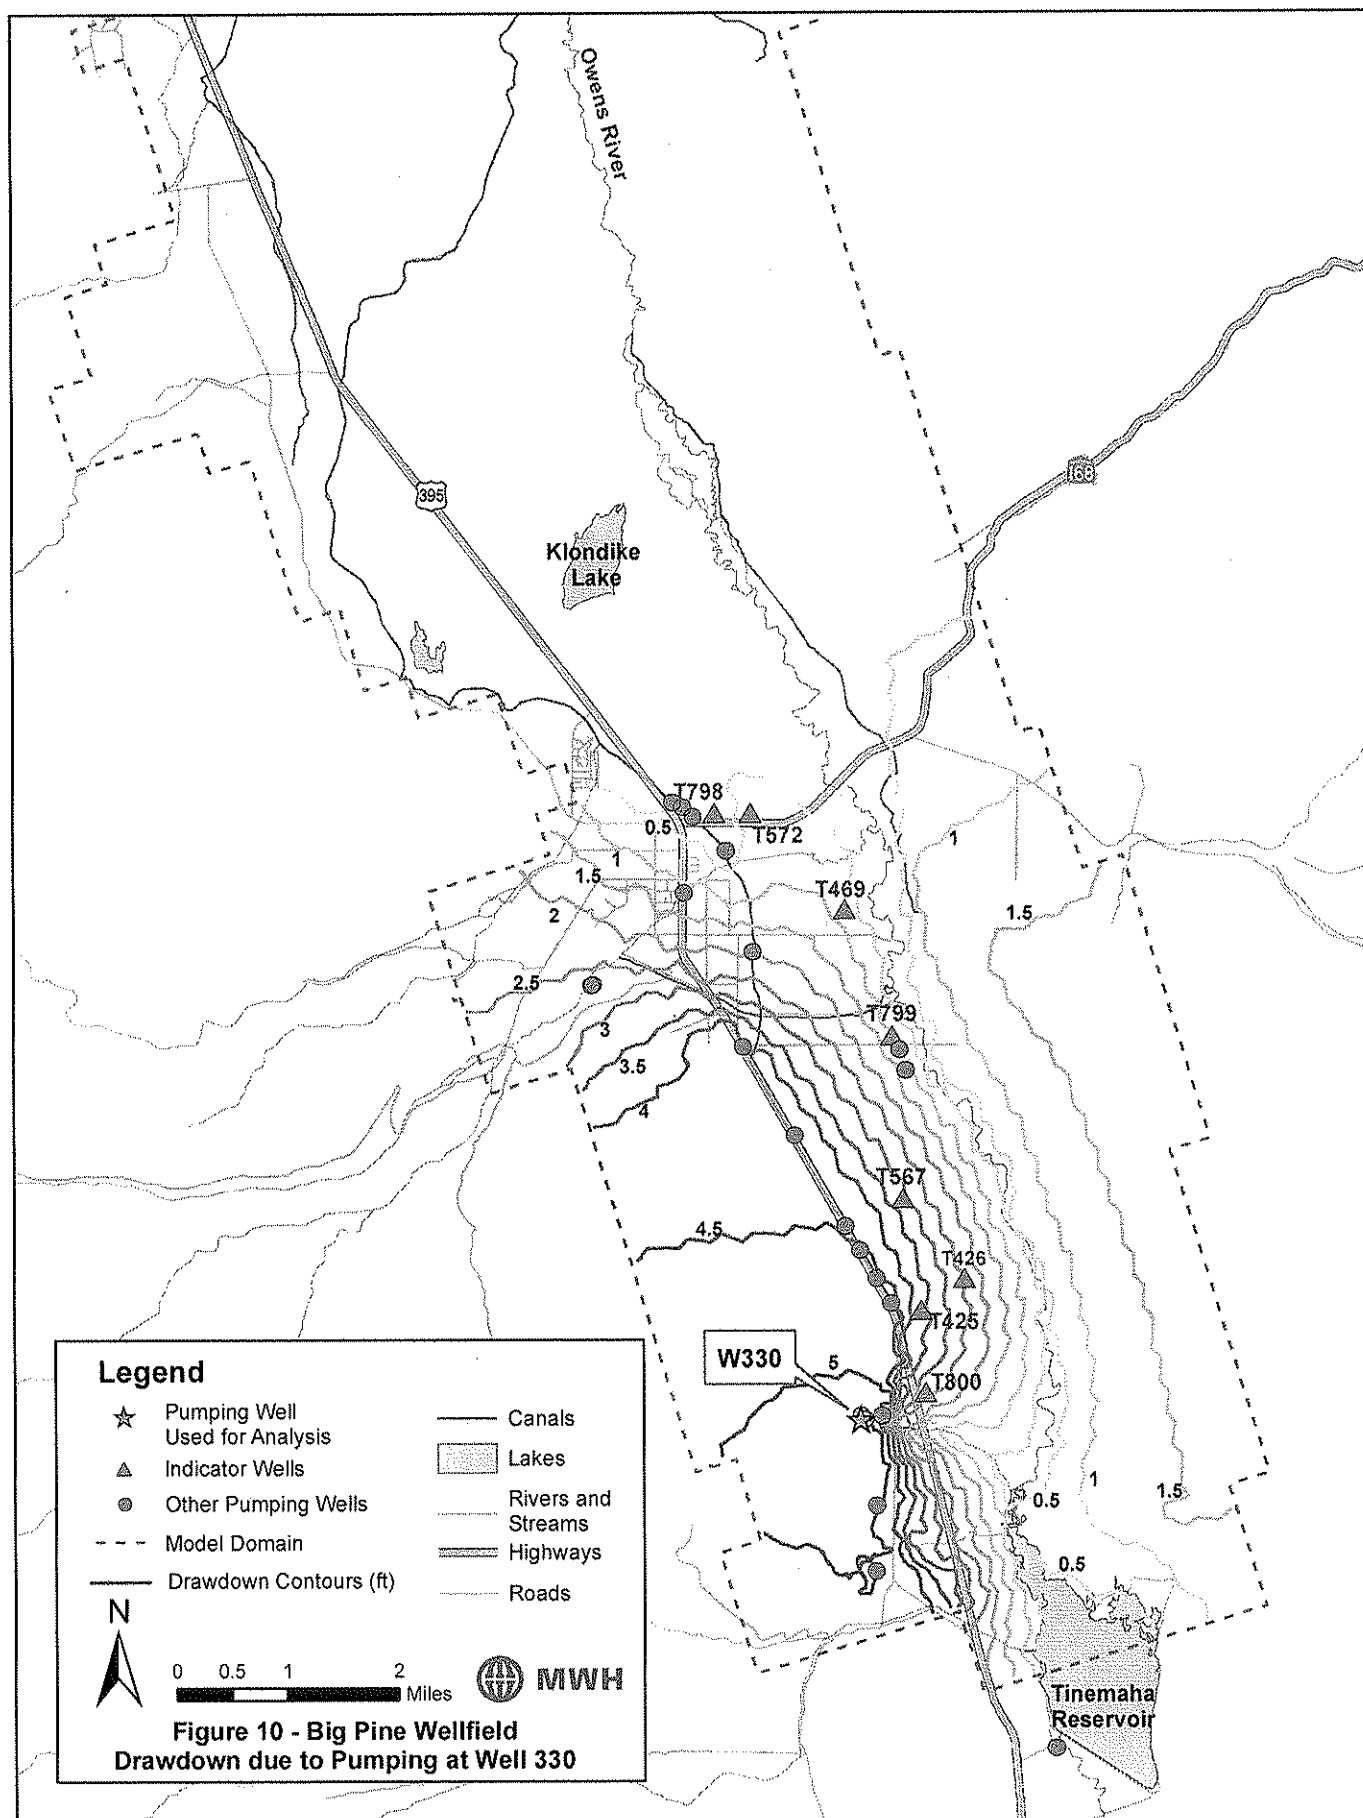 Owens River
395
168
Klondike
Lake
T798
0.5
T572
1
1
1.5
T469
1.5
2
2.5
T799
3
3.5
4
T567
4.5
T426
T425
W330
5
T800
1
1.5
0.5
0.5
Tinemaha
Reservoir
Legend
Pumping Well
Used for Analysis
Indicator Wells
Other Pumping Wells
Model Domain
Drawdown Contours (ft)
Canals
Lakes
Rivers and
Streams
Highways
Roads
N
0 0.5 1 2
Miles
MWH
Figure 10 - Big Pine Wellfield
Drawdown due to Pumping at Well 330